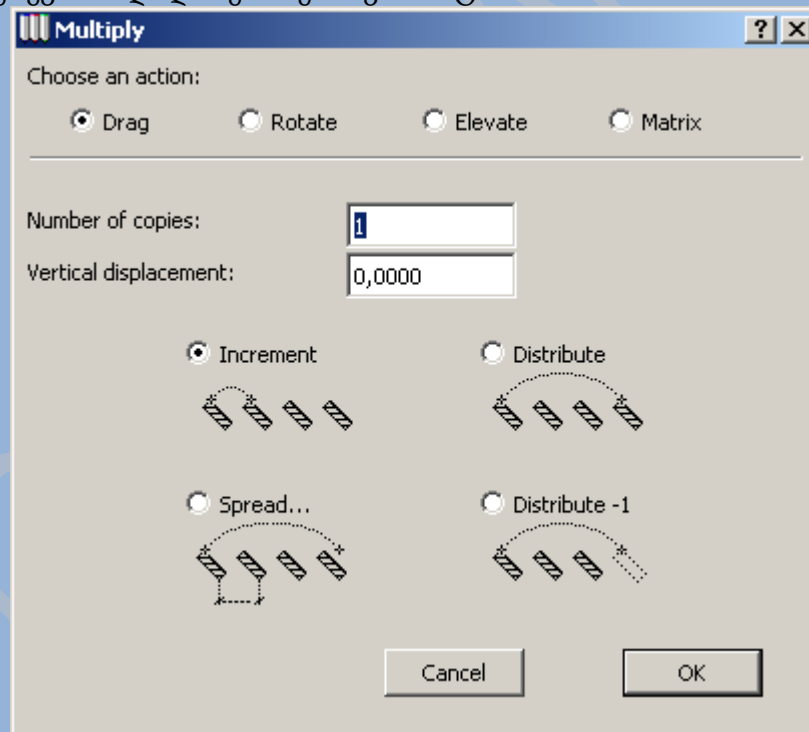 Multiply
Choose an action:
Drag Rotate Elevate Matrix
Number of copies: 1
Vertical displacement: 0,0000
Increment Distribute
Spread... Distribute -1
Cancel OK